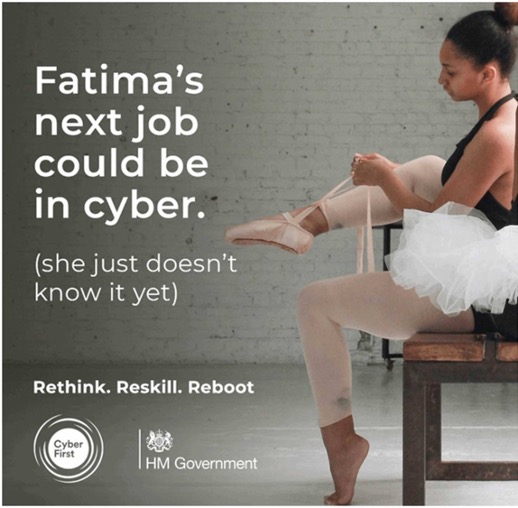 Fatima’s
next job
could be
in cyber.
(she just doesn’t
know it yet)
Rethink. Reskill. Reboot
Cyber
First
HM Government